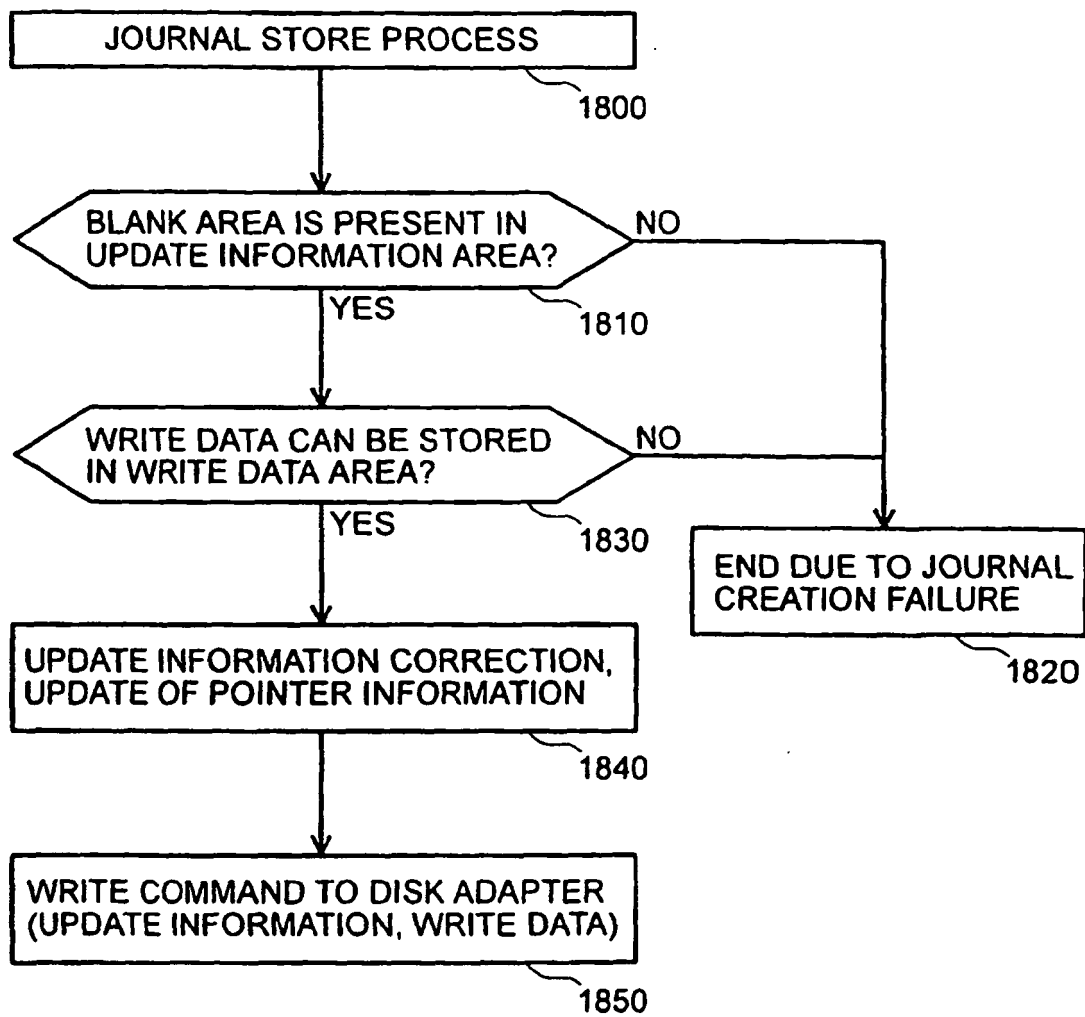 JOURNAL STORE PROCESS
1800
BLANK AREA IS PRESENT IN
UPDATE INFORMATION AREA?
NO
YES
1810
WRITE DATA CAN BE STORED
IN WRITE DATA AREA?
NO
YES
1830
END DUE TO JOURNAL
CREATION FAILURE
1820
UPDATE INFORMATION CORRECTION,
UPDATE OF POINTER INFORMATION
1840
WRITE COMMAND TO DISK ADAPTER
(UPDATE INFORMATION, WRITE DATA)
1850